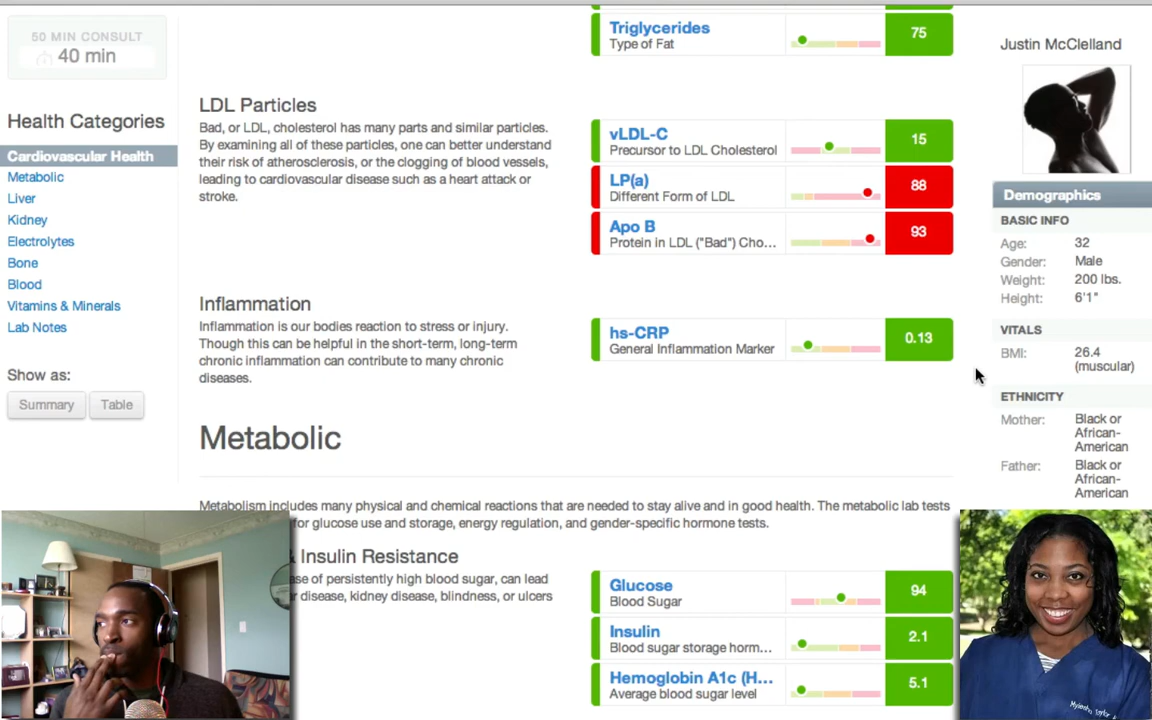 50 MIN CONSULT
40 min
Health Categories
Cardiovascular Health
Metabolic
Liver
Kidney
Electrolytes
Bone
Blood
Vitamins & Minerals
Lab Notes
Show as:
Summary
Table
Triglycerides
Type of Fat
75
LDL Particles
Bad, or LDL, cholesterol has many parts and similar particles.
By examining all of these particles, one can better understand
their risk of atherosclerosis, or the clogging of blood vessels,
leading to cardiovascular disease such as a heart attack or
stroke.
vLDL-C
Precursor to LDL Cholesterol
15
LP(a)
Different Form of LDL
88
Apo B
Protein in LDL ("Bad") Cho...
93
Inflammation
Inflammation is our bodies reaction to stress or injury.
Though this can be helpful in the short-term, long-term
chronic inflammation can contribute to many chronic
diseases.
hs-CRP
General Inflammation Marker
0.13
Metabolic
Metabolism includes many physical and chemical reactions that are needed to stay alive and in good health. The metabolic lab tests
for glucose use and storage, energy regulation, and gender-specific hormone tests.
Insulin Resistance
ase of persistently high blood sugar, can lead
disease, kidney disease, blindness, or ulcers
Glucose
Blood Sugar
94
Insulin
Blood sugar storage horm...
2.1
Hemoglobin A1c (H...
Average blood sugar level
5.1
Justin McClelland
Demographics
BASIC INFO
Age: 32
Gender: Male
Weight: 200 lbs.
Height: 6'1"
VITALS
BMI: 26.4
(muscular)
ETHNICITY
Mother: Black or
African-
American
Father: Black or
African-
American